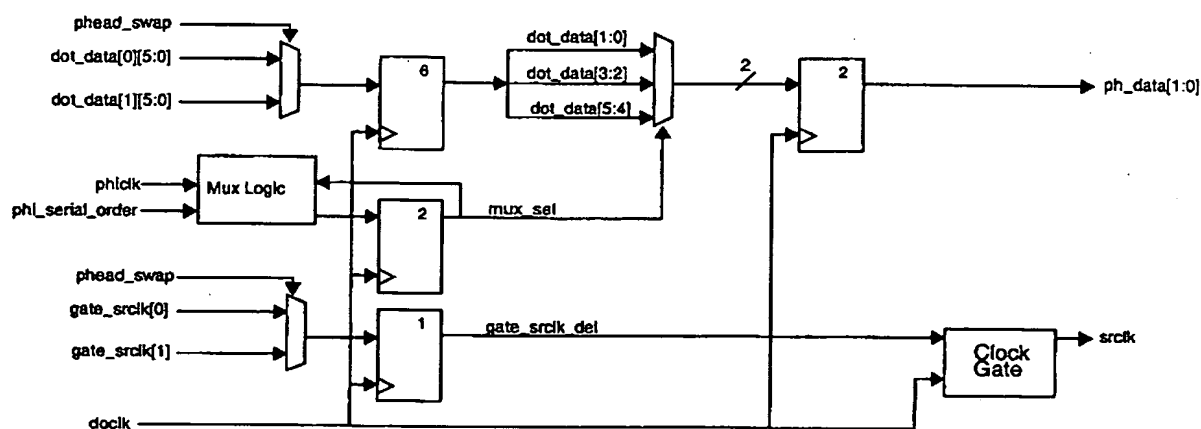 phead_swap
dot_data[0][5:0]
dot_data[1][5:0]
6
dot_data[1:0]
dot_data[3:2]
dot_data[5:4]
2
2
ph_data[1:0]
phiclk
phi_serial_order
Mux Logic
2
mux_sel
phead_swap
gate_srclk[0]
gate_srclk[1]
1
gate_srclk_del
Clock
Gate
srclk
doclk